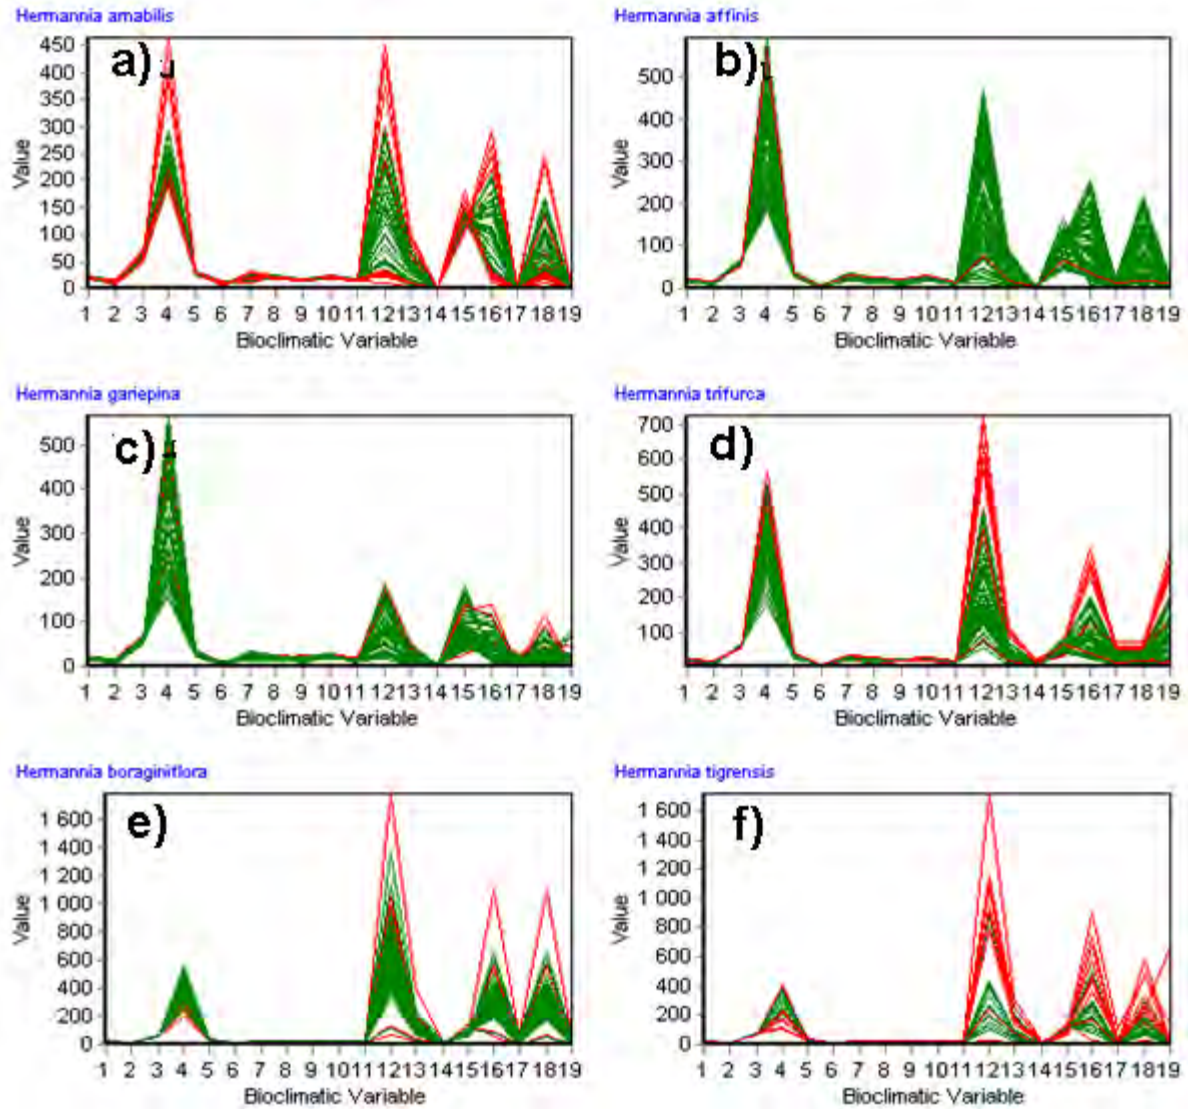 Hermannia amabilis
a)
450
400
350
300
250
200
150
100
50
0
Value
1 2 3 4 5 6 7 8 9 10 11 12 13 14 15 16 17 18 19
Bioclimatic Variable
Hermannia affinis
b)
500
400
300
200
100
0
Value
1 2 3 4 5 6 7 8 9 10 11 12 13 14 15 16 17 18 19
Bioclimatic Variable
Hermannia gariepina
c)
500
400
300
200
100
0
Value
1 2 3 4 5 6 7 8 9 10 11 12 13 14 15 16 17 18 19
Bioclimatic Variable
Hermannia trifurca
d)
700
600
500
400
300
200
100
Value
1 2 3 4 5 6 7 8 9 10 11 12 13 14 15 16 17 18 19
Bioclimatic Variable
Hermannia boraginiflora
e)
1 600
1 400
1 200
1 000
800
600
400
200
0
Value
1 2 3 4 5 6 7 8 9 10 11 12 13 14 15 16 17 18 19
Bioclimatic Variable
Hermannia tigrensis
f)
1 600
1 400
1 200
1 000
800
600
400
200
0
Value
1 2 3 4 5 6 7 8 9 10 11 12 13 14 15 16 17 18 19
Bioclimatic Variable